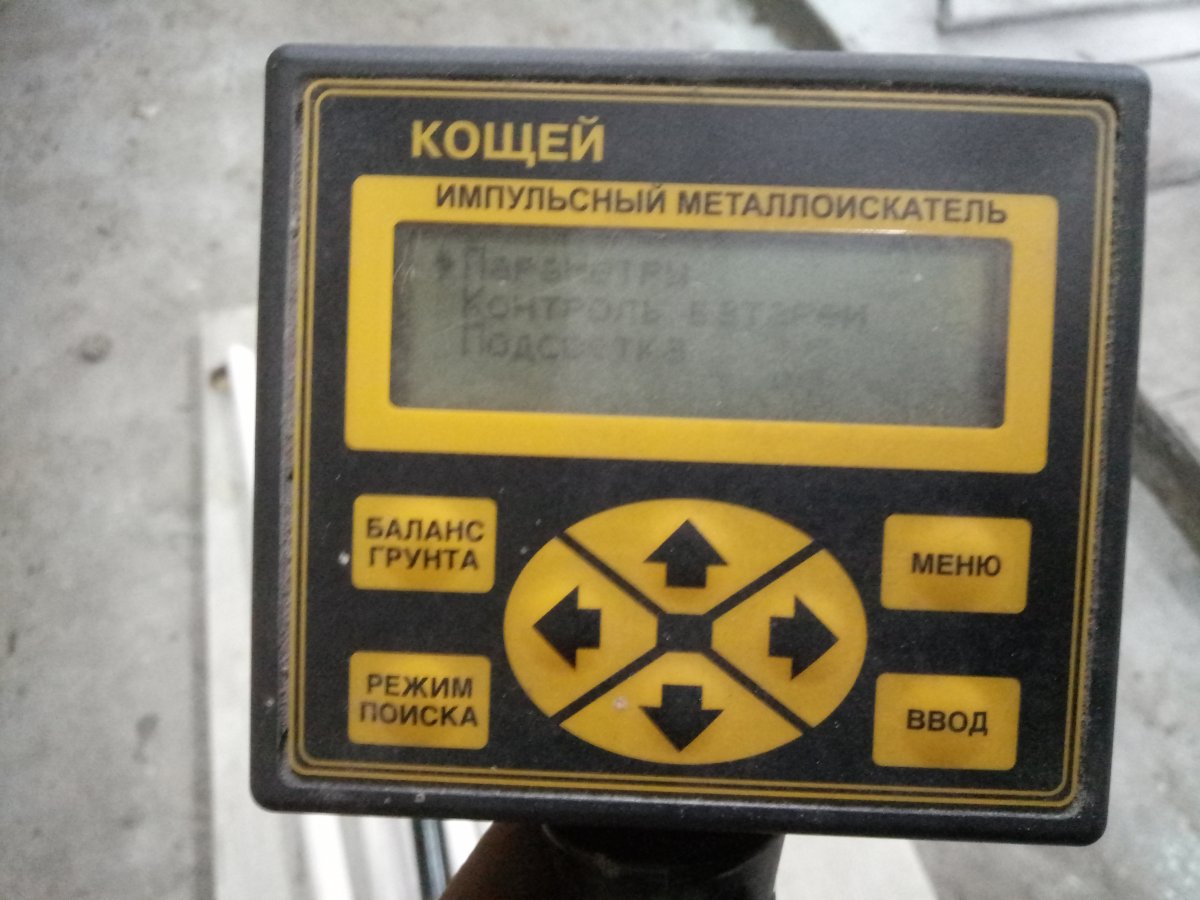 КОЩЕЙ
ИМПУЛЬСНЫЙ МЕТАЛЛОИСКАТЕЛЬ
Параметры
Контроль батареи
Подсветка
БАЛАНС
ГРУНТА
МЕНЮ
РЕЖИМ
ПОИСКА
ВВОД